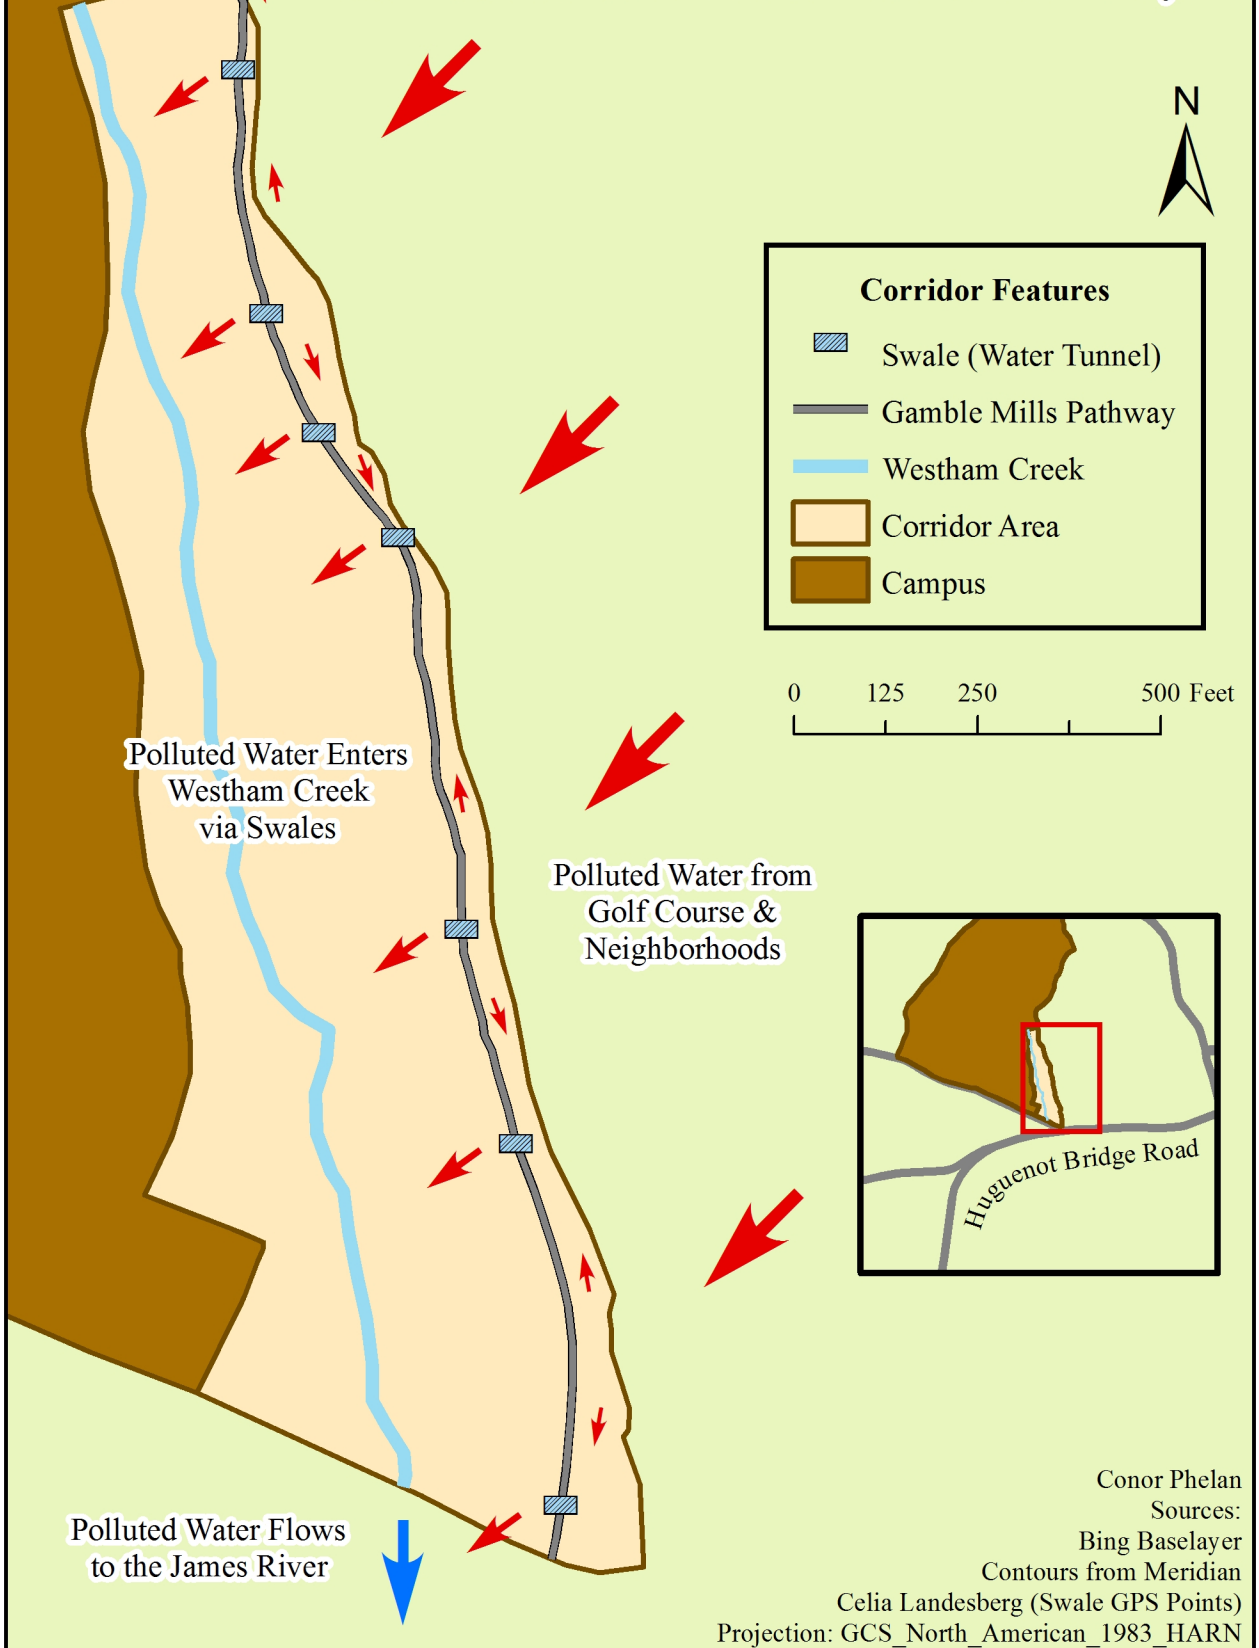 N
Corridor Features
Swale (Water Tunnel)
Gamble Mills Pathway
Westham Creek
Corridor Area
Campus
0 125 250 500 Feet
Polluted Water Enters
Westham Creek
via Swales
Polluted Water from
Golf Course &
Neighborhoods
Huguenot Bridge Road
Polluted Water Flows
to the James River
Conor Phelan
Sources:
Bing Baselayer
Contours from Meridian
Celia Landesberg (Swale GPS Points)
Projection: GCS_North_American_1983_HARN